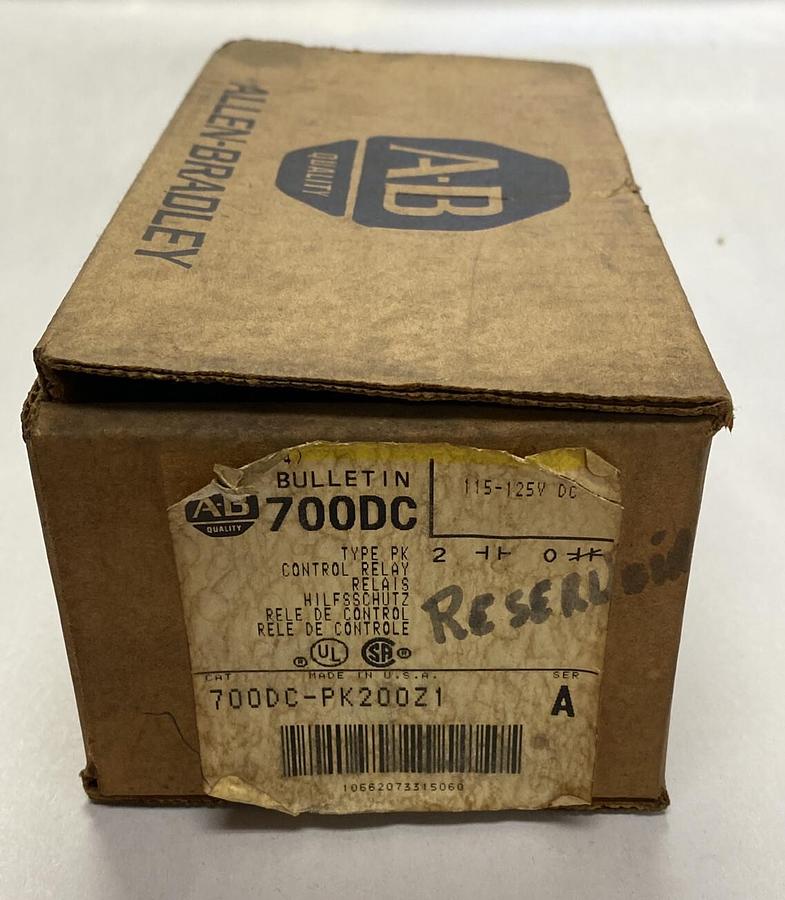 ALLEN-BRADLEY
A-B
QUALITY
4)
BULLETIN
700DC
115-125V DC
A-B
QUALITY
TYPE PK 2 0
CONTROL RELAY
RELAIS
HILFSSCHÜTZ
RELE DE CONTROL
RELE DE CONTROLE
RESERVOIR
UL
SA
CAT MADE IN U.S.A. SER
700DC-PK200Z1 A
10662073315060